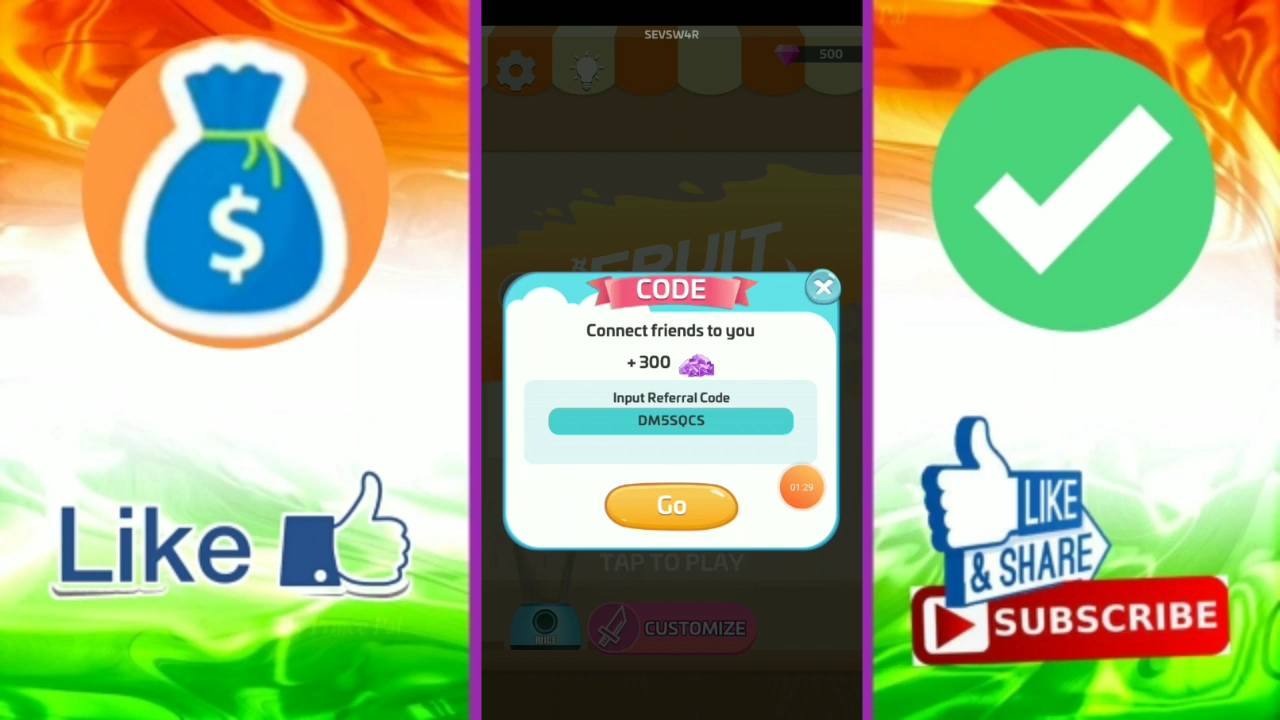 SEVSW4R
500
$
FRUIT
CODE
Connect friends to you
+ 300
Input Referral Code
DM5SQCS
01:29
Go
TAP TO PLAY
CUSTOMIZE
Like
LIKE
& SHARE
SUBSCRIBE